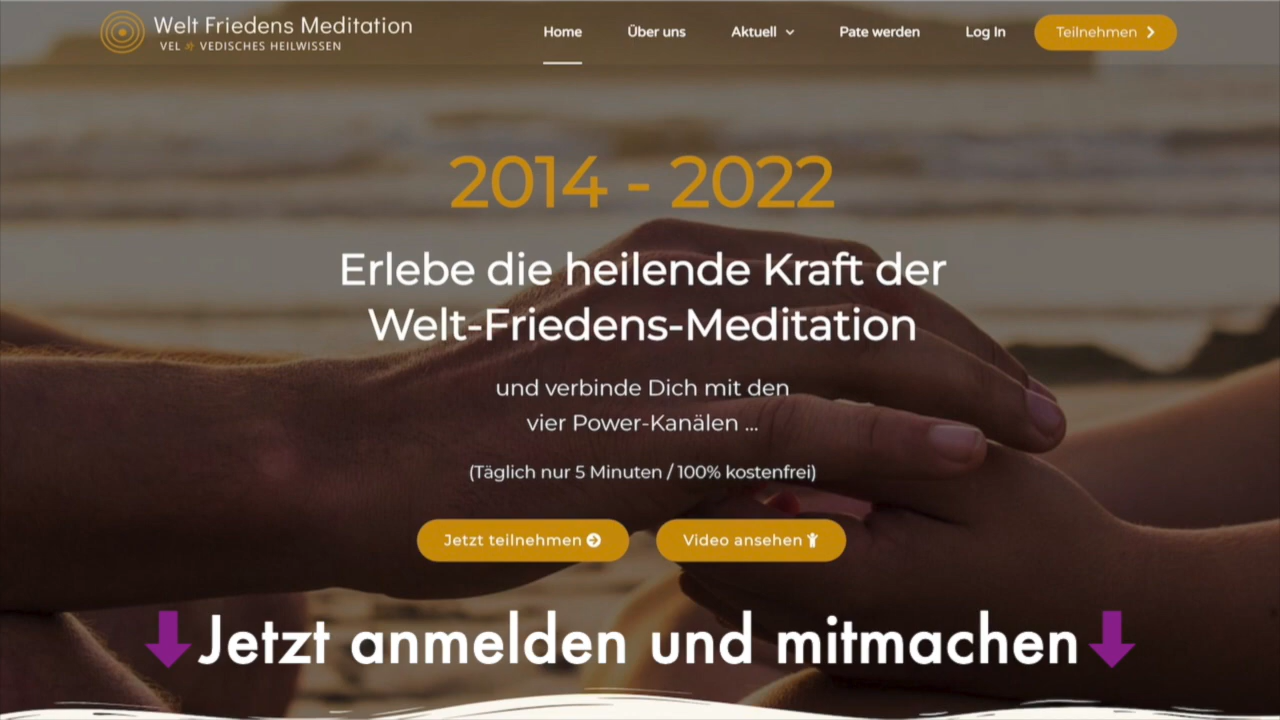 Welt Friedens Meditation
VEL VEDISCHES HEILWISSEN
Home Über uns Aktuell Pate werden Log In Teilnehmen
2014 - 2022
Erlebe die heilende Kraft der
Welt-Friedens-Meditation
und verbinde Dich mit den
vier Power-Kanälen ...
(Täglich nur 5 Minuten / 100% kostenfrei)
Jetzt teilnehmen Video ansehen
Jetzt anmelden und mitmachen